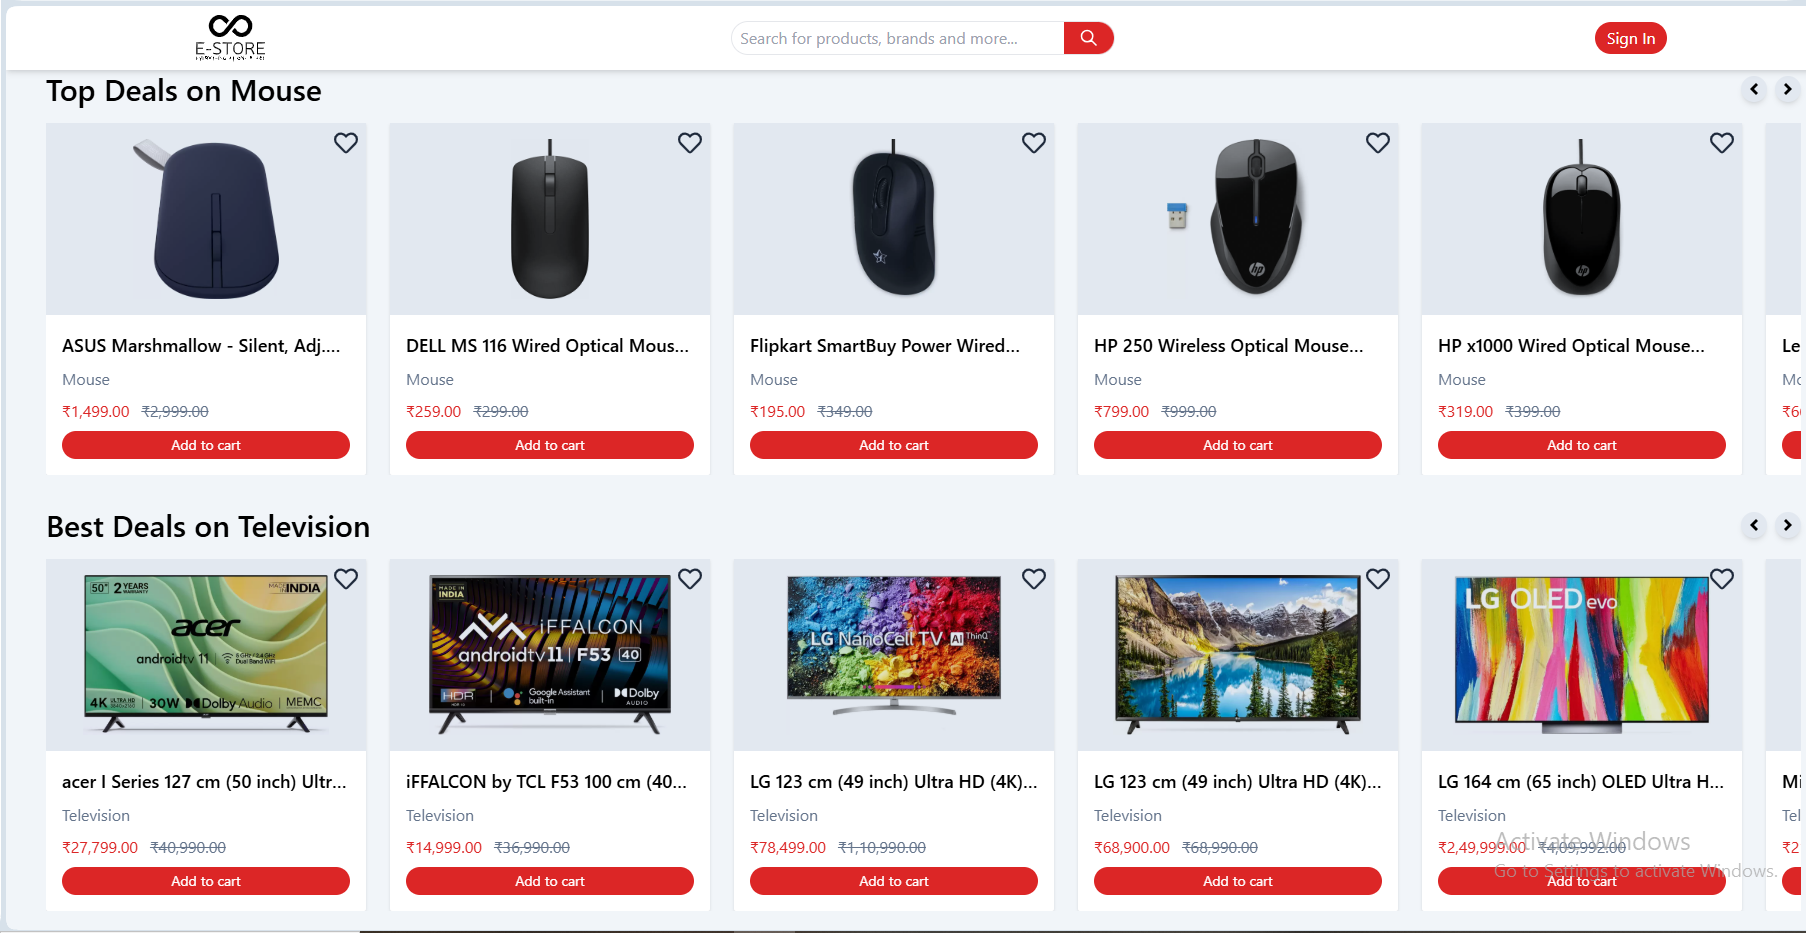 E-STORE
Search for products, brands and more...
Sign In
Top Deals on Mouse
hp
hp
ASUS Marshmallow - Silent, Adj....
DELL MS 116 Wired Optical Mous...
Flipkart SmartBuy Power Wired...
HP 250 Wireless Optical Mouse...
HP x1000 Wired Optical Mouse...
Le
Mouse
Mouse
Mouse
Mouse
Mouse
Mo
₹1,499.00 ₹2,999.00
₹259.00 ₹299.00
₹195.00 ₹349.00
₹799.00 ₹999.00
₹319.00 ₹399.00
₹6
Add to cart
Add to cart
Add to cart
Add to cart
Add to cart
Best Deals on Television
50" 2 YEARS WARRANTY
MADE IN INDIA
acer
androidtv 11
Dual Band WiFi
4K ULTRA HD 30W Dolby Audio MEMC
MADE IN INDIA
iFFALCON
androidtv 11 F53 40
HDR Google Assistant built-in Dolby AUDIO
LG NanoCell TV AI ThinQ
LG OLED evo
acer I Series 127 cm (50 inch) Ultr...
iFFALCON by TCL F53 100 cm (40...
LG 123 cm (49 inch) Ultra HD (4K)...
LG 123 cm (49 inch) Ultra HD (4K)...
LG 164 cm (65 inch) OLED Ultra H...
Mi
Television
Television
Television
Television
Television
Tel
₹27,799.00 ₹40,990.00
₹14,999.00 ₹36,990.00
₹78,499.00 ₹1,10,990.00
₹68,900.00 ₹68,990.00
₹2,49,999.00 ₹4,09,992.00
₹2
Add to cart
Add to cart
Add to cart
Add to cart
Add to cart
Activate Windows
Go to Settings to activate Windows.